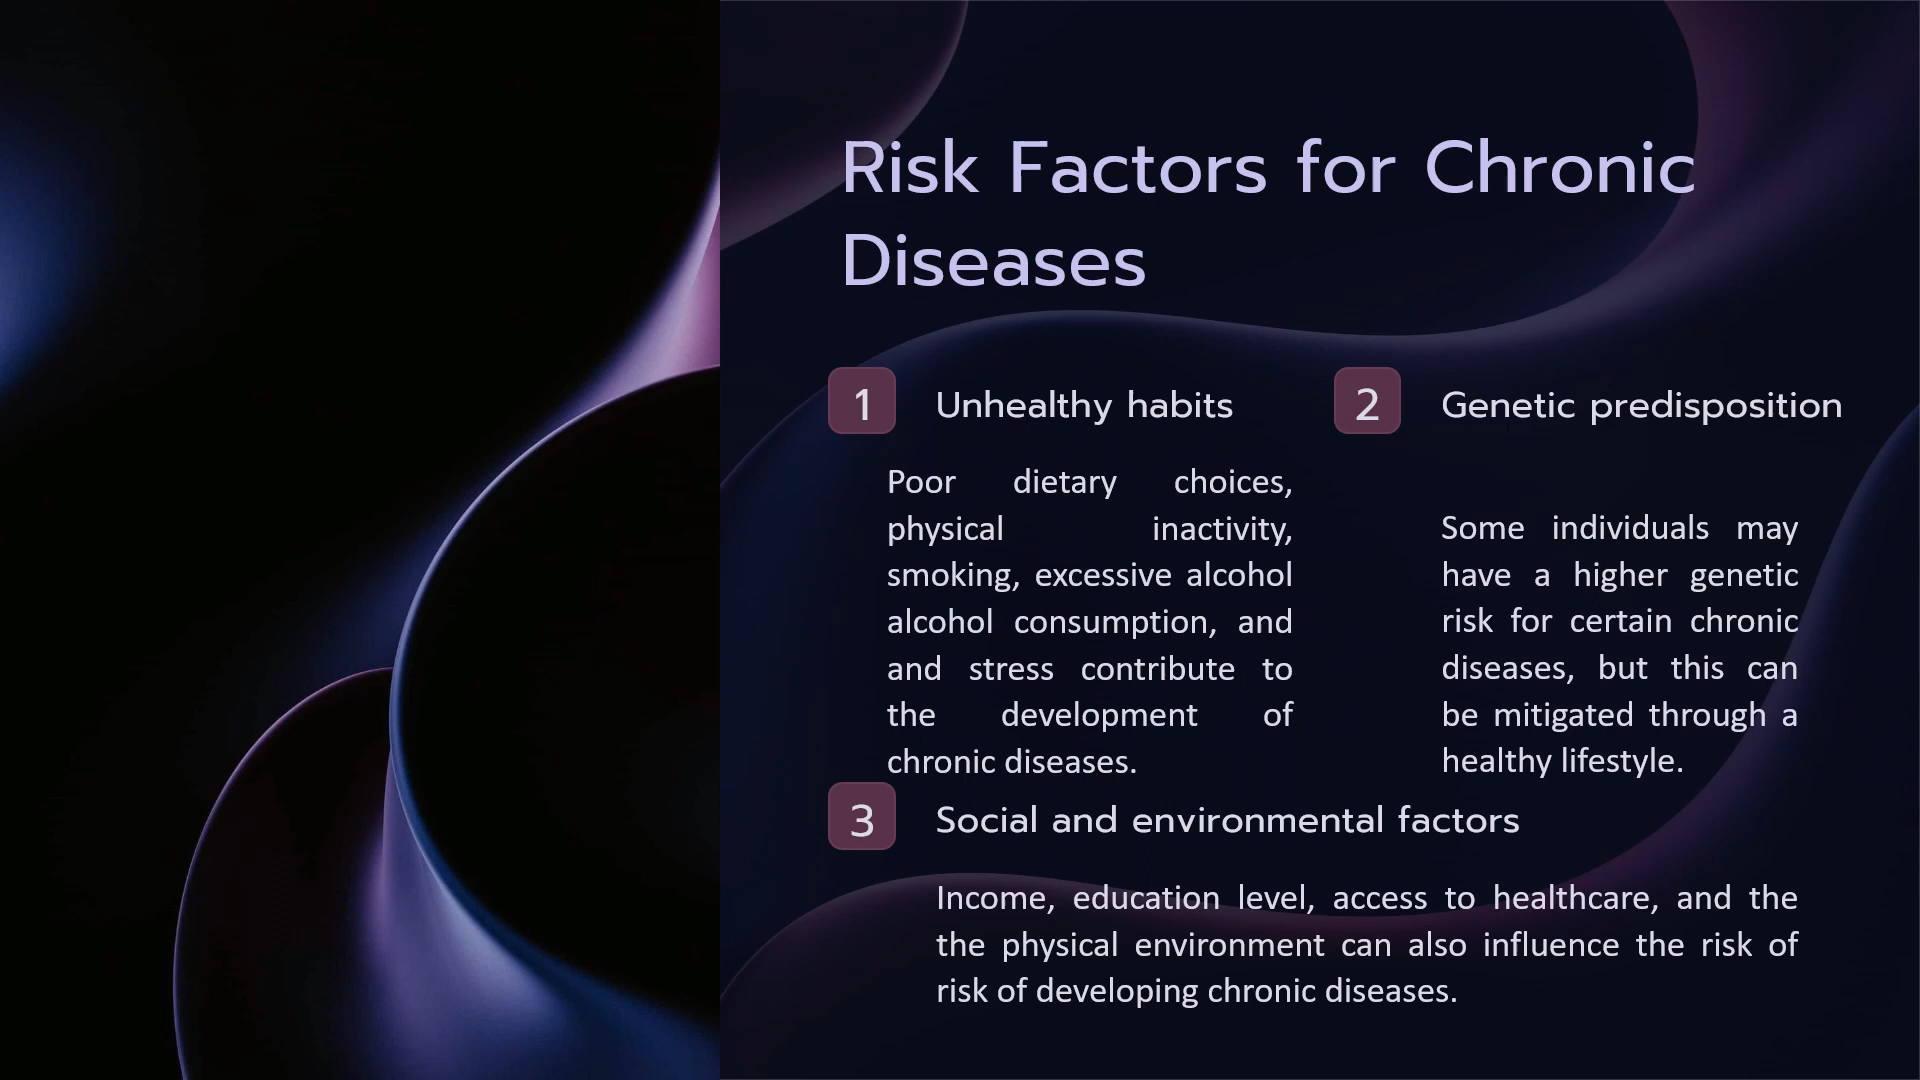 Risk Factors for Chronic
Diseases
1
Unhealthy habits
Poor dietary choices,
physical inactivity,
smoking, excessive alcohol
alcohol consumption, and
and stress contribute to
the development of
chronic diseases.
2
Genetic predisposition
Some individuals may
have a higher genetic
risk for certain chronic
diseases, but this can
be mitigated through a
healthy lifestyle.
3
Social and environmental factors
Income, education level, access to healthcare, and the
the physical environment can also influence the risk of
risk of developing chronic diseases.